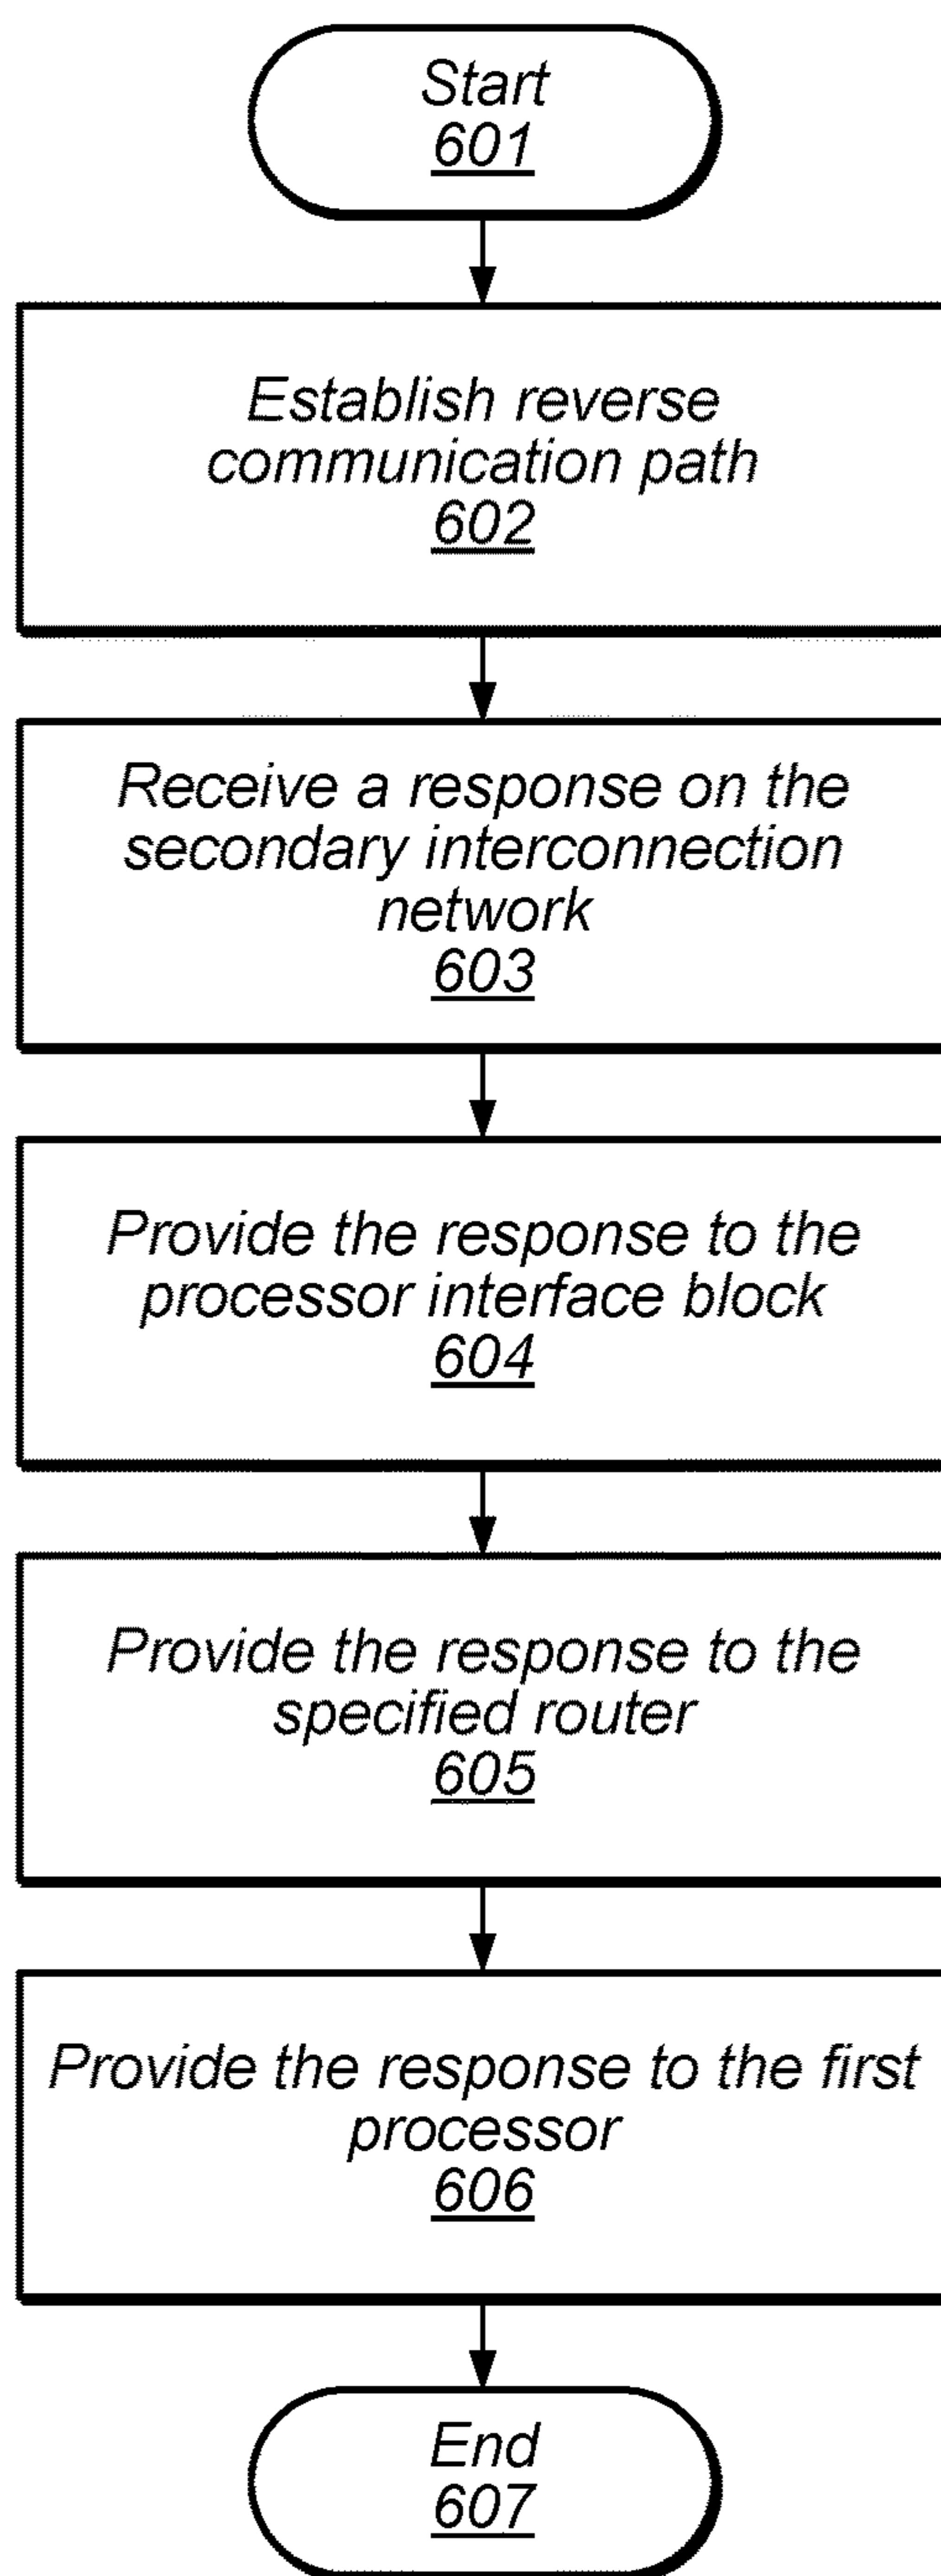 Start
601
Establish reverse
communication path
602
Receive a response on the
secondary interconnection
network
603
Provide the response to the
processor interface block
604
Provide the response to the
specified router
605
Provide the response to the first
processor
606
End
607